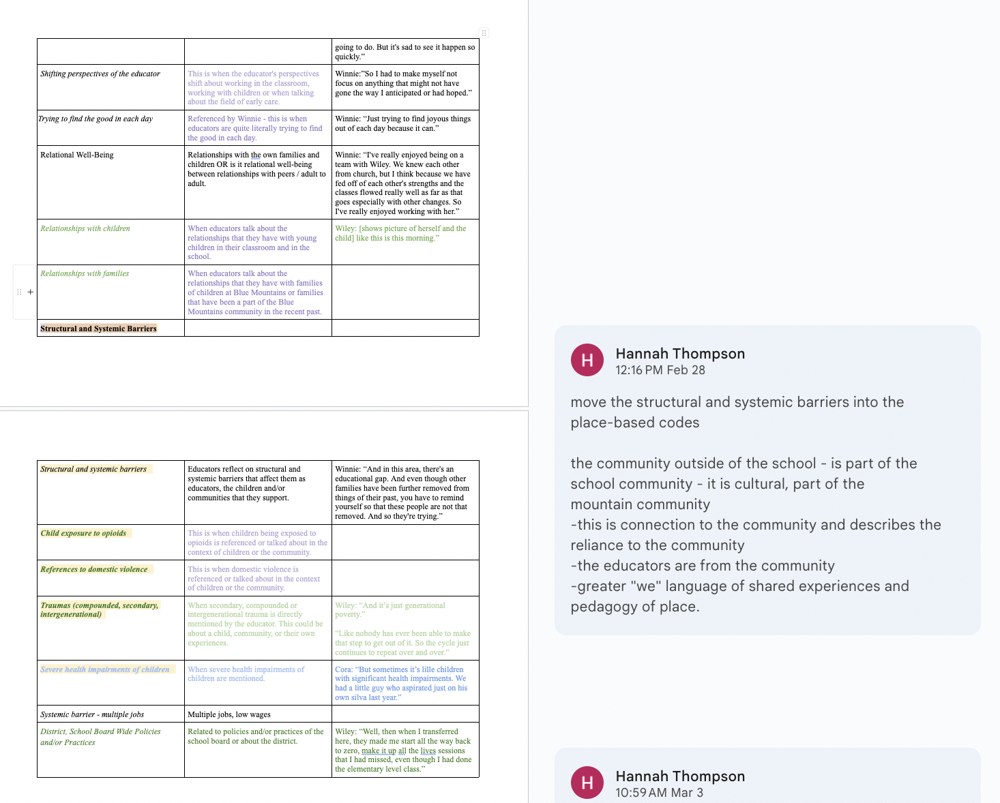 going to do. But it's sad to see it happen so
quickly.”
Shifting perspectives of the educator
This is when the educator's perspectives
shift about working in the classroom,
working with children or when talking
about the field of early care.
Winnie:”So I had to make myself not
focus on anything that might not have
gone the way I anticipated or had hoped.”
Trying to find the good in each day
Referenced by Winnie - this is when
educators are quite literally trying to find
the good in each day.
Winnie: “Just trying to find joyous things
out of each day because it can.”
Relational Well-Being
Relationships with the own families and
children OR is it relational well-being
between relationships with peers / adult to
adult.
Winnie: “I've really enjoyed being on a
team with Wiley. We knew each other
from church, but I think because we have
fed off of each other's strengths and the
classes flowed really well as far as that
goes especially with other changes. So
I've really enjoyed working with her.”
Relationships with children
When educators talk about the
relationships that they have with young
children in their classroom and in the
school.
Wiley: [shows picture of herself and the
child] like this is this morning.”
Relationships with families
When educators talk about the
relationships that they have with families
of children at Blue Mountains or families
that have been a part of the Blue
Mountains community in the recent past.
Structural and Systemic Barriers
Structural and systemic barriers
Educators reflect on structural and
systemic barriers that affect them as
educators, the children and/or
communities that they support.
Winnie: “And in this area, there's an
educational gap. And even though other
families have been further removed from
things of their past, you have to remind
yourself so that these people are not that
removed. And so they're trying.”
Child exposure to opioids
This is when children being exposed to
opioids is referenced or talked about in the
context of children or the community.
References to domestic violence
This is when domestic violence is
referenced or talked about in the context
of children or the community.
Traumas (compounded, secondary,
intergenerational)
When secondary, compounded or
intergenerational trauma is directly
mentioned by the educator. This could be
about a child, community, or their own
experiences.
Wiley: “And it’s just generational
poverty.”
“Like nobody has ever been able to make
that step to get out of it. So the cycle just
continues to repeat over and over.”
Severe health impairments of children
When severe health impairments of
children are mentioned.
Cora: “But sometimes it’s lille children
with significant health impairments. We
had a little guy who aspirated just on his
own silva last year.”
Systemic barrier - multiple jobs
Multiple jobs, low wages
District, School Board Wide Policies
and/or Practices
Related to policies and/or practices of the
school board or about the district.
Wiley: “Well, then when I transferred
here, they made me start all the way back
to zero, make it up all the lives sessions
that I had missed, even though I had done
the elementary level class.”
H
Hannah Thompson
12:16 PM Feb 28
move the structural and systemic barriers into the
place-based codes
the community outside of the school - is part of the
school community - it is cultural, part of the
mountain community
-this is connection to the community and describes the
reliance to the community
-the educators are from the community
-greater "we" language of shared experiences and
pedagogy of place.
H
Hannah Thompson
10:59 AM Mar 3